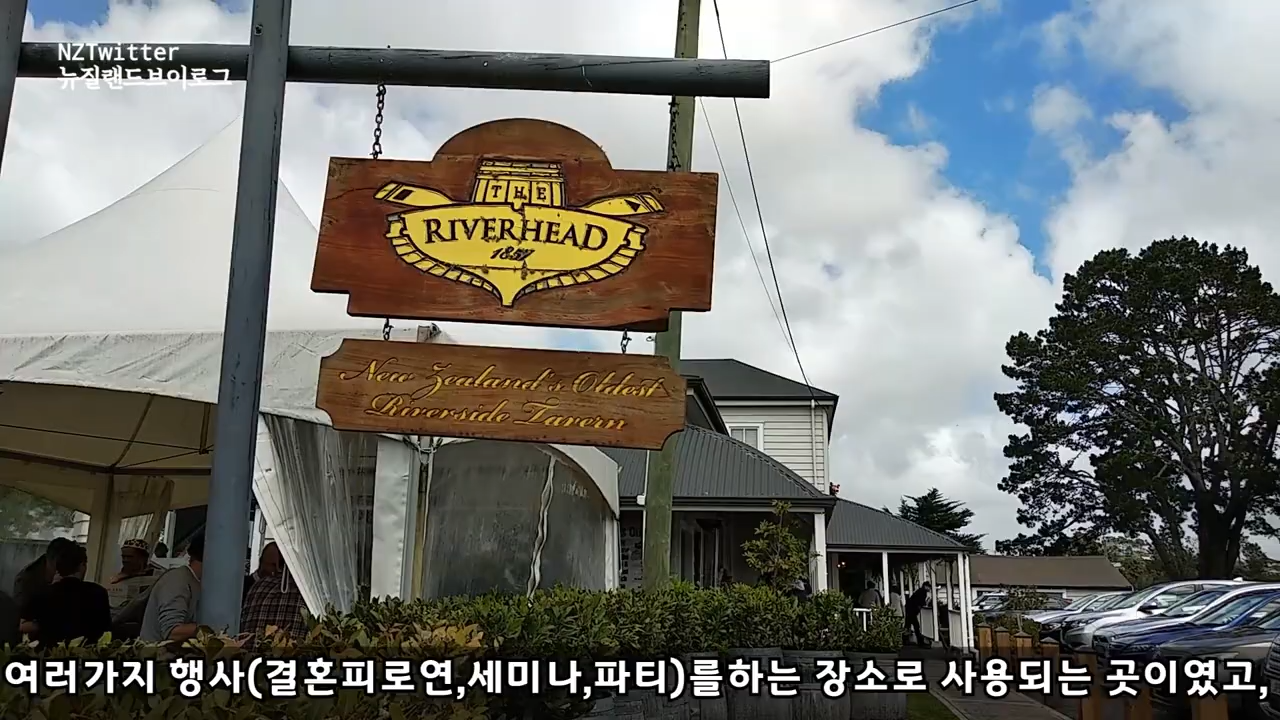 NZTwitter
뉴질랜드브이로그
THE
RIVERHEAD
1857
New Zealand's Oldest
Riverside Tavern
여러가지 행사(결혼피로연,세미나,파티)를하는 장소로 사용되는 곳이였고,